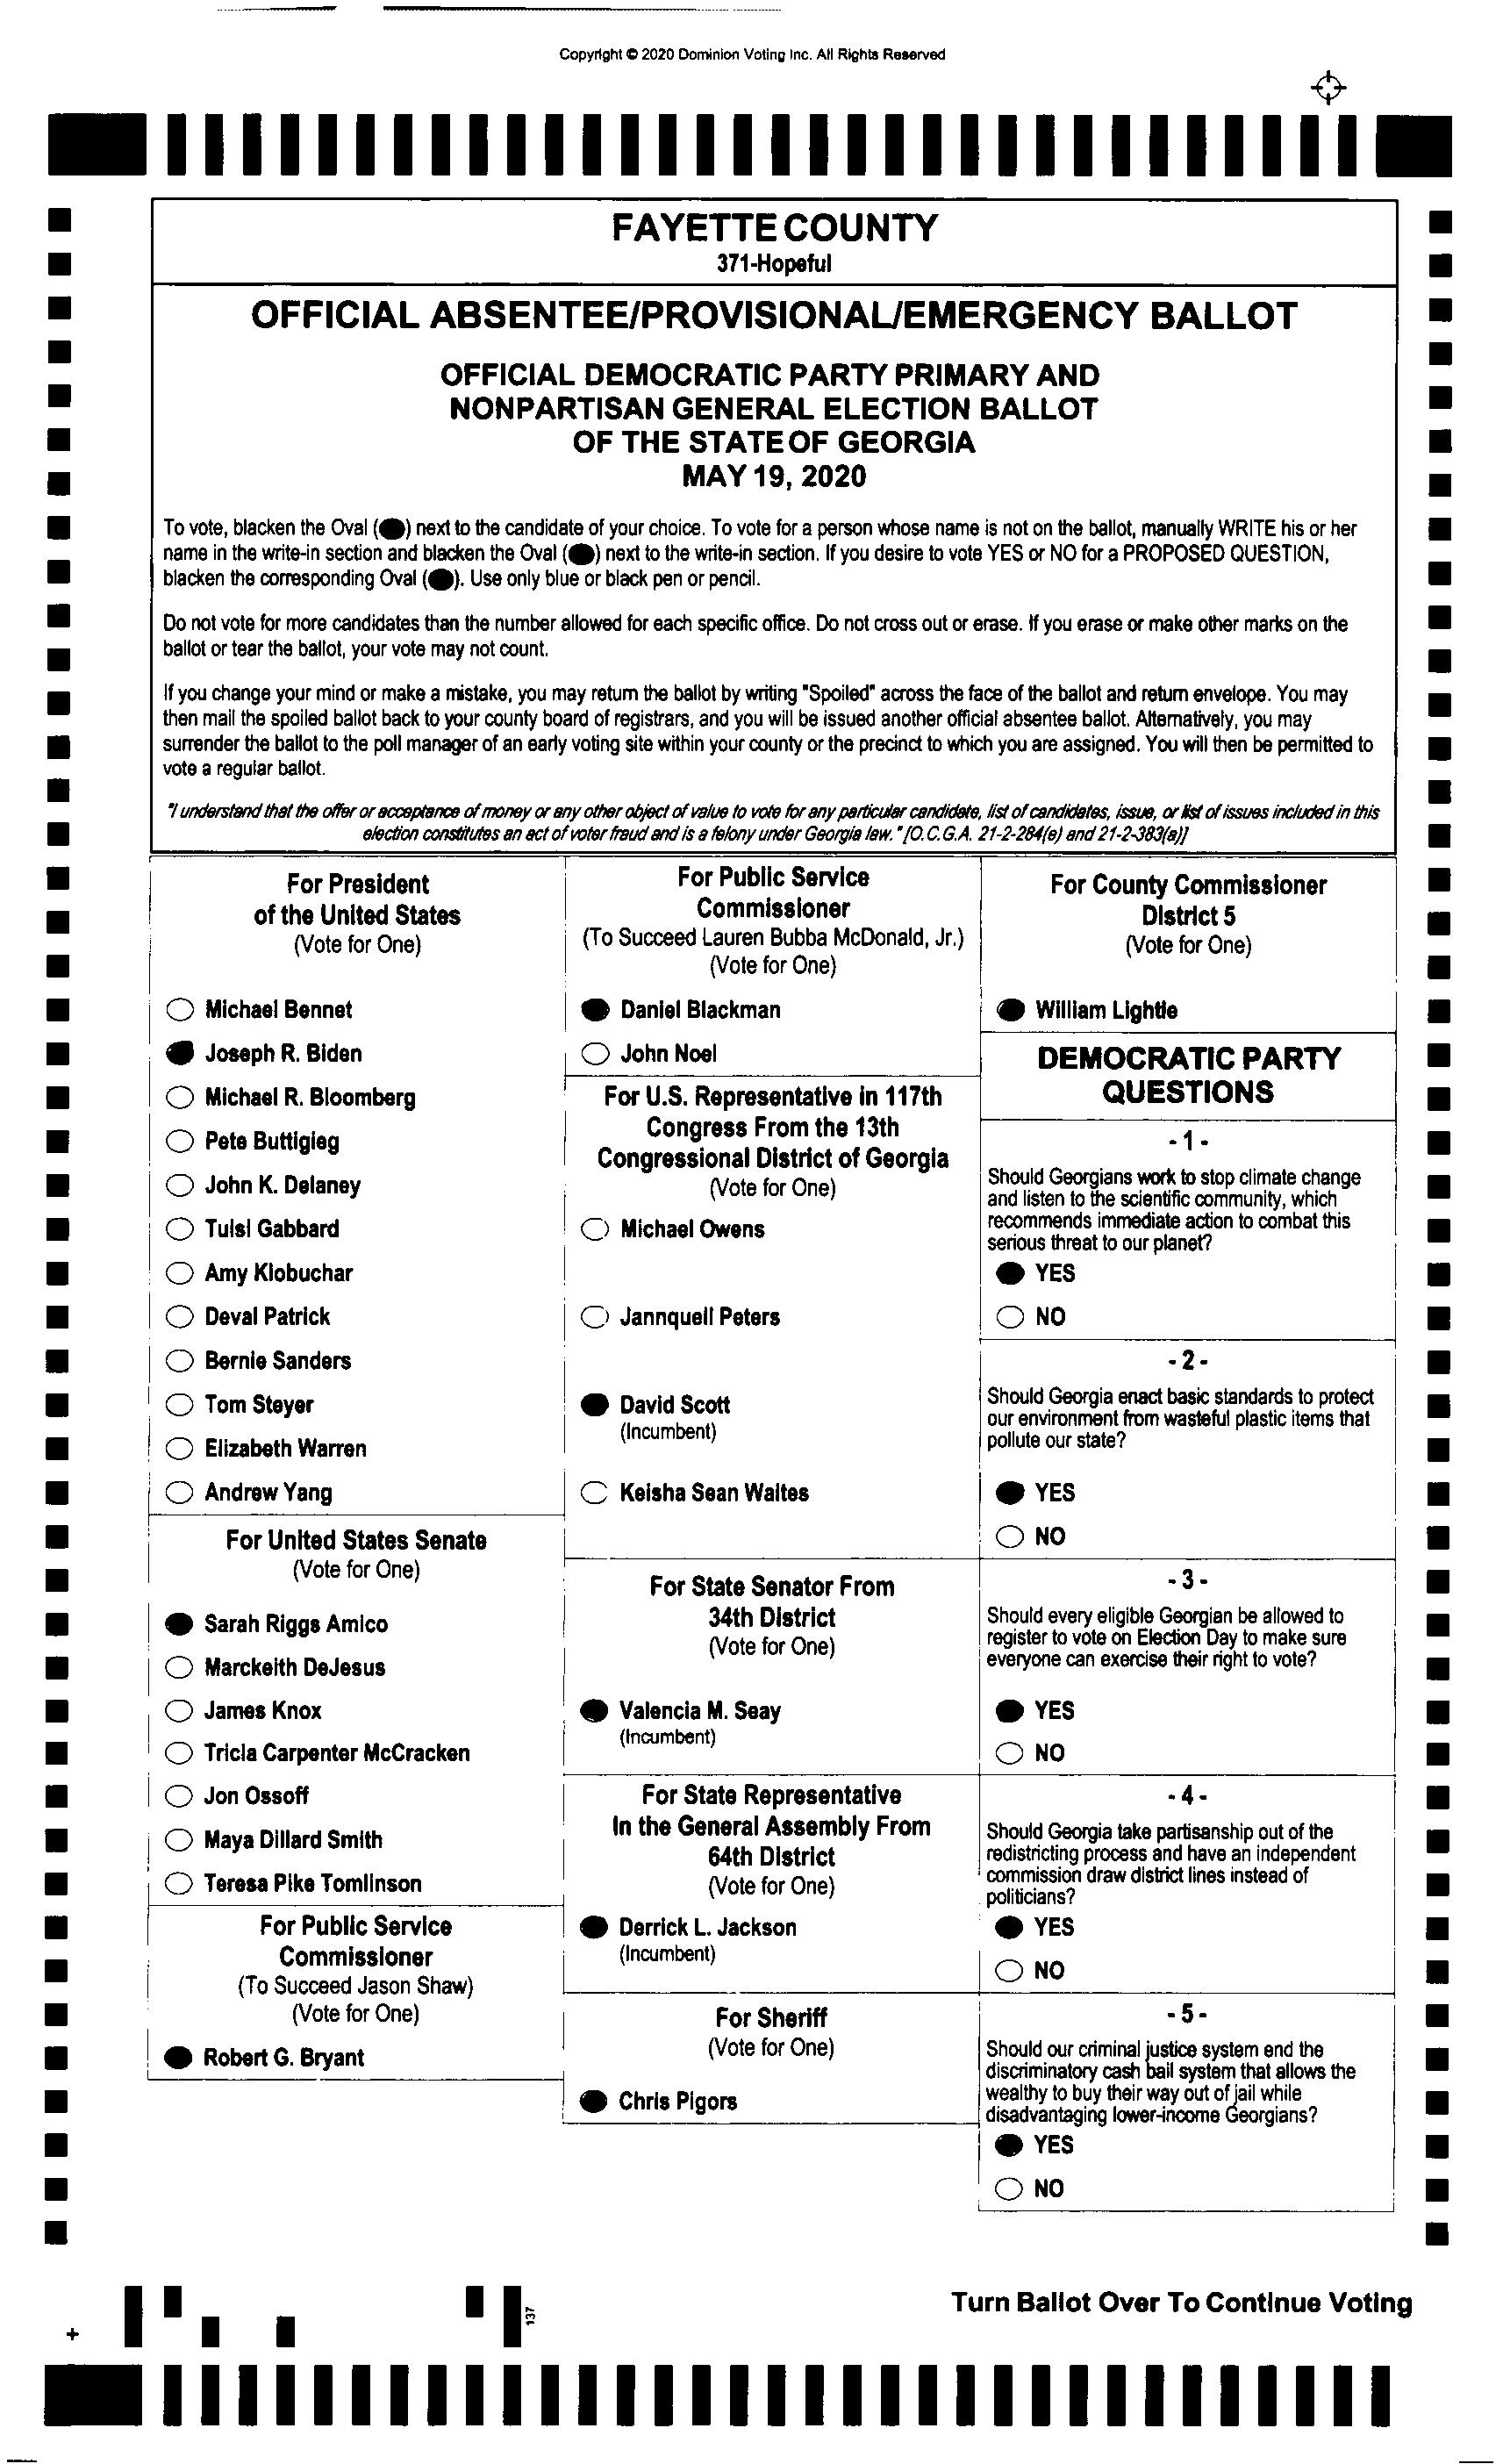 Copyright © 2020 Dominion Voting Inc. All Rights Reserved
FAYETTE COUNTY
371-Hopeful
OFFICIAL ABSENTEE/PROVISIONAL/EMERGENCY BALLOT
OFFICIAL DEMOCRATIC PARTY PRIMARY AND
NONPARTISAN GENERAL ELECTION BALLOT
OF THE STATE OF GEORGIA
MAY 19, 2020
To vote, blacken the Oval (●) next to the candidate of your choice. To vote for a person whose name is not on the ballot, manually WRITE his or her
name in the write-in section and blacken the Oval (●) next to the write-in section. If you desire to vote YES or NO for a PROPOSED QUESTION,
blacken the corresponding Oval (●). Use only blue or black pen or pencil.
Do not vote for more candidates than the number allowed for each specific office. Do not cross out or erase. If you erase or make other marks on the
ballot or tear the ballot, your vote may not count.
If you change your mind or make a mistake, you may return the ballot by writing "Spoiled" across the face of the ballot and return envelope. You may
then mail the spoiled ballot back to your county board of registrars, and you will be issued another official absentee ballot. Alternatively, you may
surrender the ballot to the poll manager of an early voting site within your county or the precinct to which you are assigned. You will then be permitted to
vote a regular ballot.
"I understand that the offer or acceptance of money or any other object of value to vote for any particular candidate, list of candidates, issue, or list of issues included in this
election constitutes an act of voter fraud and is a felony under Georgia law." [O.C.G.A. 21-2-284(e) and 21-2-383(a)]
For President
of the United States
(Vote for One)
Michael Bennet
Joseph R. Biden
Michael R. Bloomberg
Pete Buttigieg
John K. Delaney
Tulsi Gabbard
Amy Klobuchar
Deval Patrick
Bernie Sanders
Tom Steyer
Elizabeth Warren
Andrew Yang
For United States Senate
(Vote for One)
Sarah Riggs Amico
Marckeith DeJesus
James Knox
Tricia Carpenter McCracken
Jon Ossoff
Maya Dillard Smith
Teresa Pike Tomlinson
For Public Service
Commissioner
(To Succeed Jason Shaw)
(Vote for One)
Robert G. Bryant
For Public Service
Commissioner
(To Succeed Lauren Bubba McDonald, Jr.)
(Vote for One)
Daniel Blackman
John Noel
For U.S. Representative in 117th
Congress From the 13th
Congressional District of Georgia
(Vote for One)
Michael Owens
Jannquell Peters
David Scott
(Incumbent)
Keisha Sean Waites
For State Senator From
34th District
(Vote for One)
Valencia M. Seay
(Incumbent)
For State Representative
In the General Assembly From
64th District
(Vote for One)
Derrick L. Jackson
(Incumbent)
For Sheriff
(Vote for One)
Chris Pigors
For County Commissioner
District 5
(Vote for One)
William Lightle
DEMOCRATIC PARTY
QUESTIONS
-1-
Should Georgians work to stop climate change
and listen to the scientific community, which
recommends immediate action to combat this
serious threat to our planet?
YES
NO
-2-
Should Georgia enact basic standards to protect
our environment from wasteful plastic items that
pollute our state?
YES
NO
-3-
Should every eligible Georgian be allowed to
register to vote on Election Day to make sure
everyone can exercise their right to vote?
YES
NO
-4-
Should Georgia take partisanship out of the
redistricting process and have an independent
commission draw district lines instead of
politicians?
YES
NO
-5-
Should our criminal justice system end the
discriminatory cash bail system that allows the
wealthy to buy their way out of jail while
disadvantaging lower-income Georgians?
YES
NO
137
Turn Ballot Over To Continue Voting